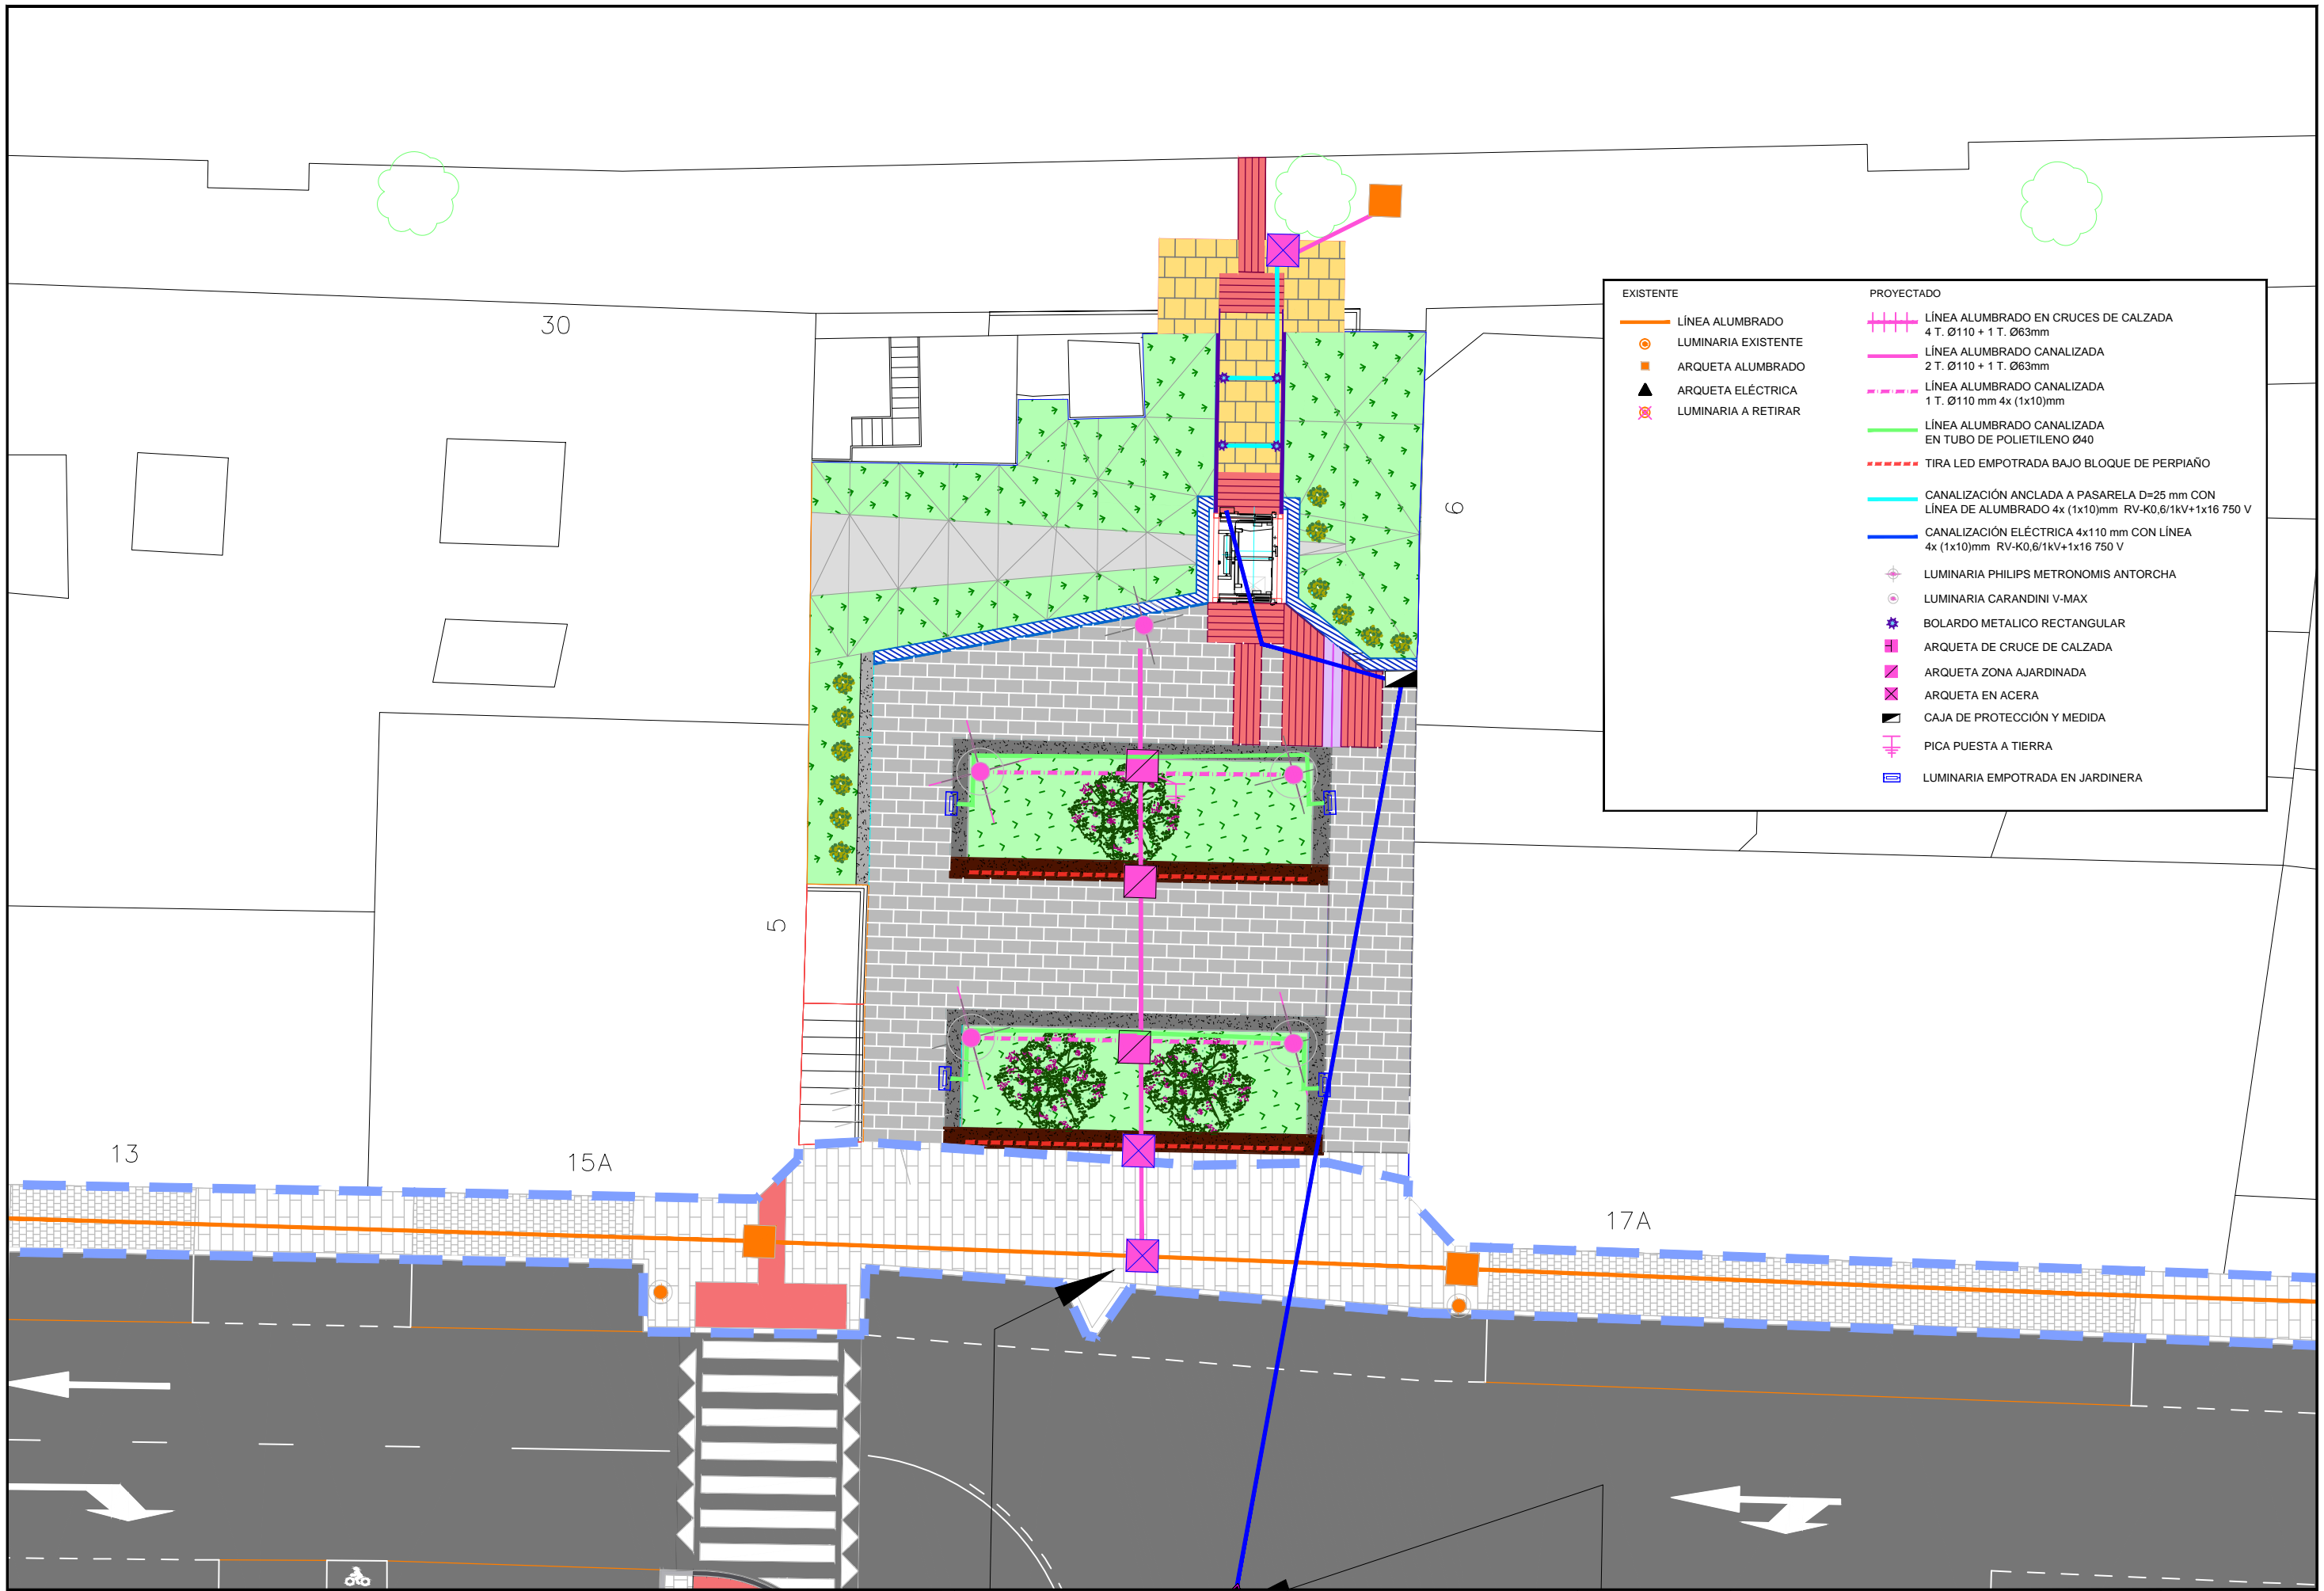 30
6
5
13
15A
17A
EXISTENTE
LÍNEA ALUMBRADO
LUMINARIA EXISTENTE
ARQUETA ALUMBRADO
ARQUETA ELÉCTRICA
LUMINARIA A RETIRAR
PROYECTADO
LÍNEA ALUMBRADO EN CRUCES DE CALZADA
4 T. Ø110 + 1 T. Ø63mm
LÍNEA ALUMBRADO CANALIZADA
2 T. Ø110 + 1 T. Ø63mm
LÍNEA ALUMBRADO CANALIZADA
1 T. Ø110 mm 4x (1x10)mm
LÍNEA ALUMBRADO CANALIZADA
EN TUBO DE POLIETILENO Ø40
TIRA LED EMPOTRADA BAJO BLOQUE DE PERPIAÑO
CANALIZACIÓN ANCLADA A PASARELA D=25 mm CON
LÍNEA DE ALUMBRADO 4x (1x10)mm RV-K0,6/1kV+1x16 750 V
CANALIZACIÓN ELÉCTRICA 4x110 mm CON LÍNEA
4x (1x10)mm RV-K0,6/1kV+1x16 750 V
LUMINARIA PHILIPS METRONOMIS ANTORCHA
LUMINARIA CARANDINI V-MAX
BOLARDO METALICO RECTANGULAR
ARQUETA DE CRUCE DE CALZADA
ARQUETA ZONA AJARDINADA
ARQUETA EN ACERA
CAJA DE PROTECCIÓN Y MEDIDA
PICA PUESTA A TIERRA
LUMINARIA EMPOTRADA EN JARDINERA